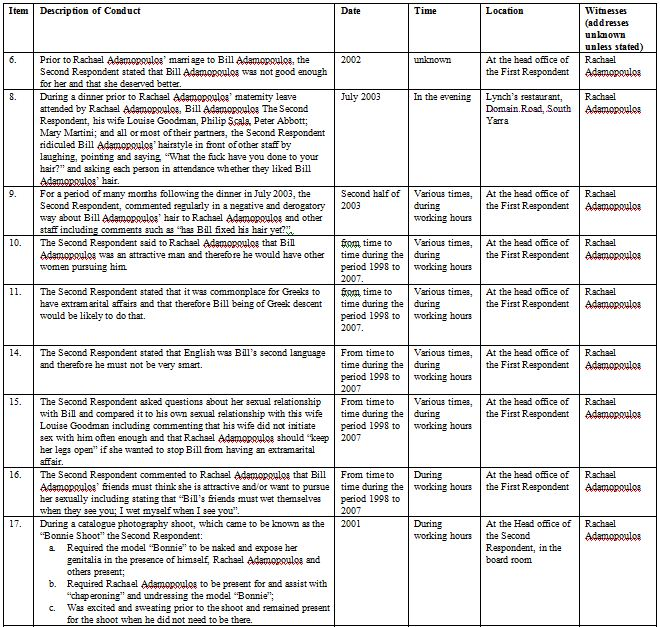 Item Description of Conduct Date Time Location Witnesses
(addresses
unknown
unless stated)
6. Prior to Rachael Adamopoulos' marriage to Bill Adamopoulos, the 2002 unknown At the head office of Rachael
Second Respondent stated that Bill Adamopoulos was not good enough the First Respondent Adamopoulos
for her and that she deserved better.
8. During a dinner prior to Rachael Adamopoulos' maternity leave July 2003 In the evening Lynch's restaurant, Rachael
attended by Rachael Adamopoulos, Bill Adamopoulos The Second Domain Road, South Adamopoulos
Respondent, his wife Louise Goodman, Philip Scala, Peter Abbott; Yarra
Mary Martini; and all or most of their partners, the Second Respondent
ridiculed Bill Adamopoulos' hairstyle in front of other staff by
laughing, pointing and saying, "What the fuck have you done to your
hair?" and asking each person in attendance whether they liked Bill
Adamopoulos' hair.
9. For a period of many months following the dinner in July 2003, the Second half of Various times, At the head office of Rachael
Second Respondent, commented regularly in a negative and derogatory 2003 during the First Respondent Adamopoulos
way about Bill Adamopoulos' hair to Rachael Adamopoulos and other working hours
staff including comments such as "has Bill fixed his hair yet?".
10. The Second Respondent said to Rachael Adamopoulos that Bill from time to Various times, At the head office of Rachael
Adamopoulos was an attractive man and therefore he would have other time during the during the First Respondent Adamopoulos
women pursuing him. period 1998 to working hours
2007.
11. The Second Respondent stated that it was commonplace for Greeks to from time to Various times, At the head office of Rachael
have extramarital affairs and that therefore Bill being of Greek descent time during the during the First Respondent Adamopoulos
would be likely to do that. period 1998 to working hours
2007.
14. The Second Respondent stated that English was Bill's second language From time to Various times, At the head office of Rachael
and therefore he must not be very smart. time during the during the First Respondent Adamopoulos
period 1998 to working hours
2007
15. The Second Respondent asked questions about her sexual relationship From time to Various times, At the head office of Rachael
with Bill and compared it to his own sexual relationship with this wife time during the during the First Respondent Adamopoulos
Louise Goodman including commenting that his wife did not initiate period 1998 to working hours
sex with him often enough and that Rachael Adamopoulos should "keep 2007
her legs open" if she wanted to stop Bill from having an extramarital
affair.
16. The Second Respondent commented to Rachael Adamopoulos that Bill From time to During At the head office of Rachael
Adamopoulos' friends must think she is attractive and/or want to pursue time during the working hours the First Respondent Adamopoulos
her sexually including stating that "Bill's friends must wet themselves period 1998 to
when they see you; I wet myself when I see you". 2007
17. During a catalogue photography shoot, which came to be known as the 2001 During At the Head office of Rachael
"Bonnie Shoot" the Second Respondent: working hours the Second Adamopoulos
a. Required the model "Bonnie" to be naked and expose her Respondent, in the
genitalia in the presence of himself, Rachael Adamopoulos and board room
others present;
b. Required Rachael Adamopoulos to be present for and assist with
"chaperoning" and undressing the model "Bonnie";
c. Was excited and sweating prior to the shoot and remained present
for the shoot when he did not need to be there.